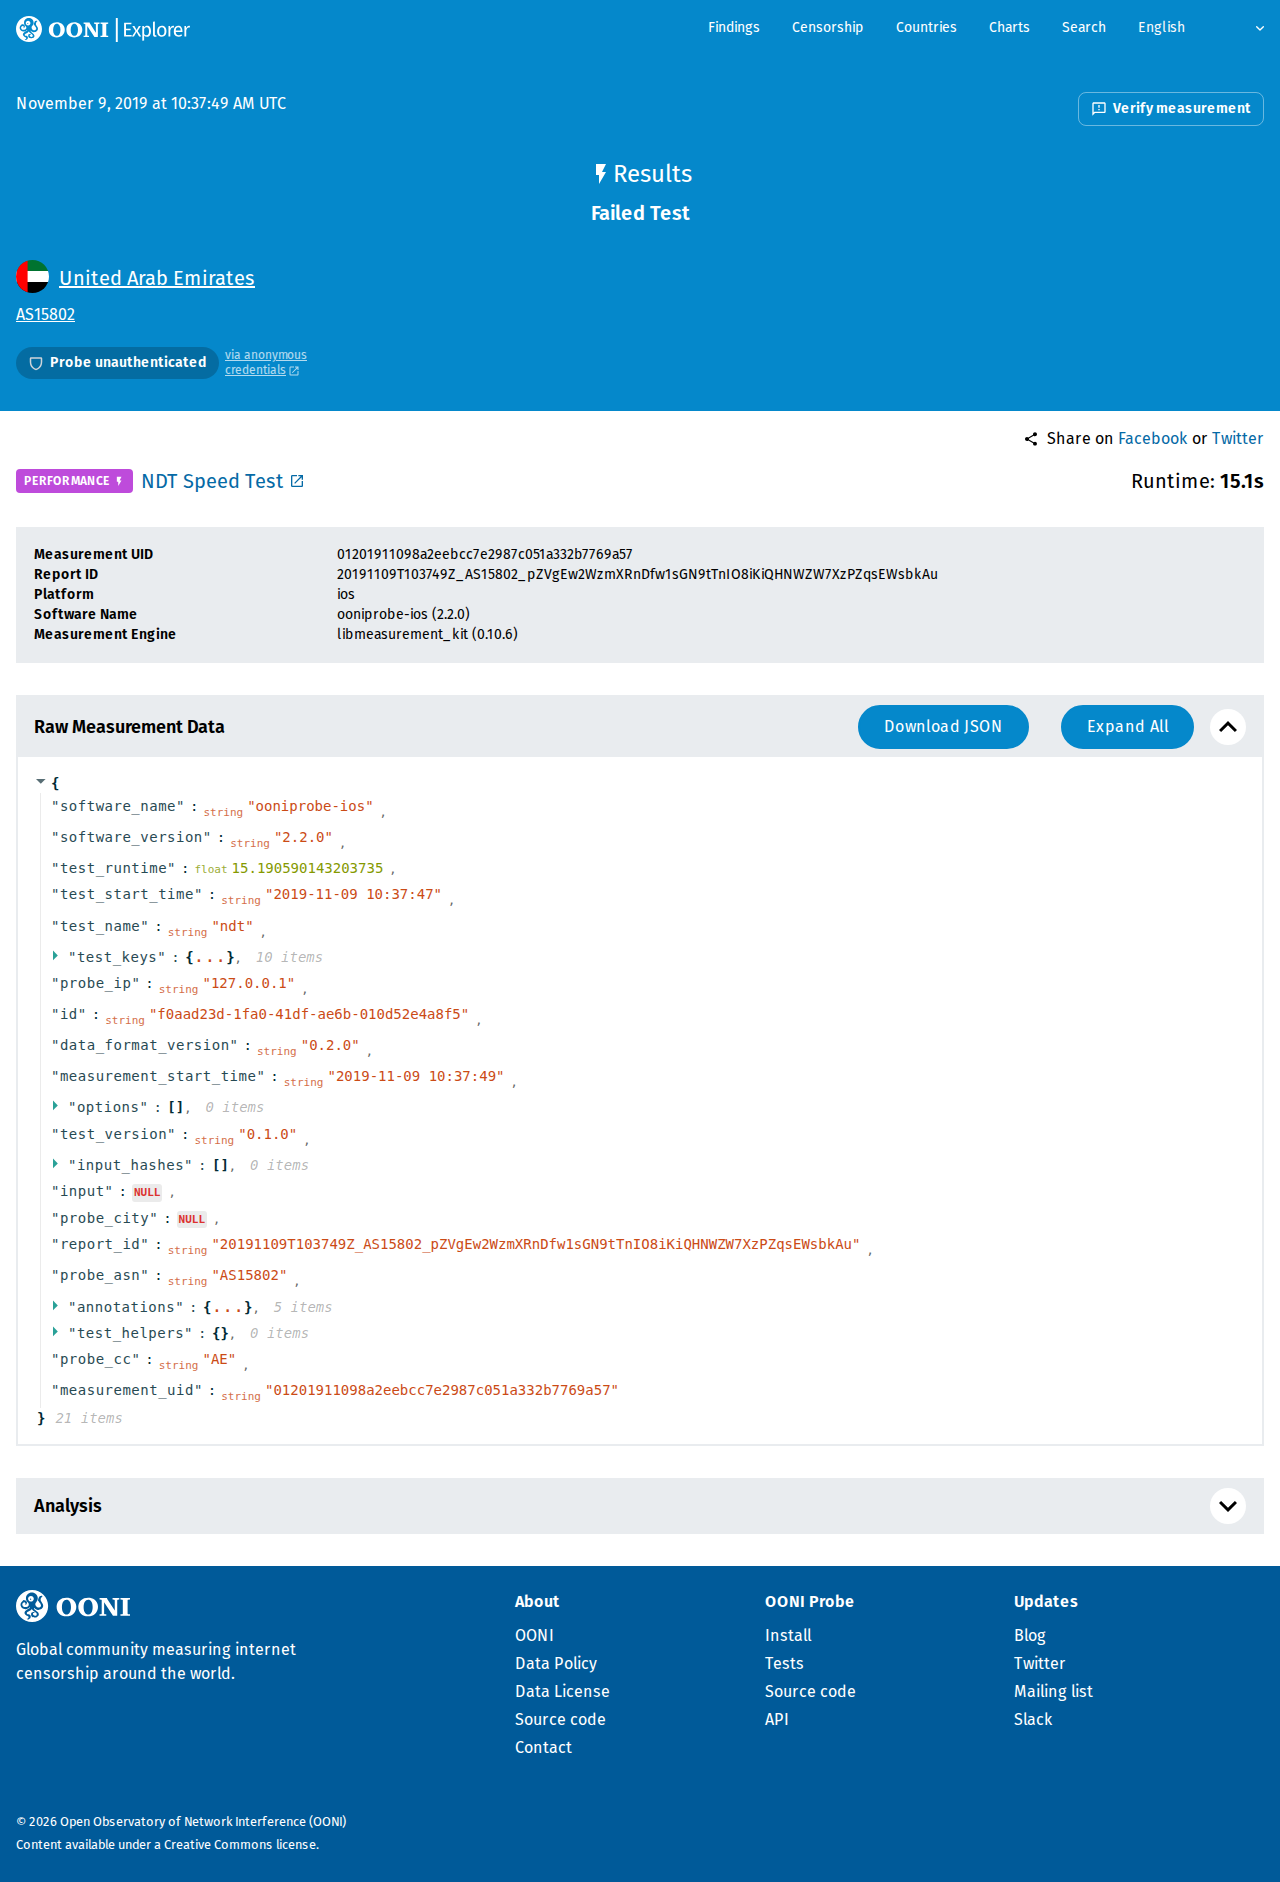 OONI Explorer
Findings Censorship Countries Charts Search English
November 9, 2019 at 10:37:49 AM UTC
Verify measurement
Results
Failed Test
United Arab Emirates
AS15802
Probe unauthenticated via anonymous credentials
Share on Facebook or Twitter
PERFORMANCE NDT Speed Test
Runtime: 15.1s
Measurement UID 01201911098a2eebcc7e2987c051a332b7769a57
Report ID 20191109T103749Z_AS15802_pZVgEw2WzmXRnDfw1sGN9tTnIO8iKiQHNWZW7XzPZqsEWsbkAu
Platform ios
Software Name ooniprobe-ios (2.2.0)
Measurement Engine libmeasurement_kit (0.10.6)
Raw Measurement Data Download JSON Expand All
{
"software_name" : string "ooniprobe-ios" ,
"software_version" : string "2.2.0" ,
"test_runtime" : float 15.190590143203735 ,
"test_start_time" : string "2019-11-09 10:37:47" ,
"test_name" : string "ndt" ,
"test_keys" : {...}, 10 items
"probe_ip" : string "127.0.0.1" ,
"id" : string "f0aad23d-1fa0-41df-ae6b-010d52e4a8f5" ,
"data_format_version" : string "0.2.0" ,
"measurement_start_time" : string "2019-11-09 10:37:49" ,
"options" : [], 0 items
"test_version" : string "0.1.0" ,
"input_hashes" : [], 0 items
"input" : NULL ,
"probe_city" : NULL ,
"report_id" : string "20191109T103749Z_AS15802_pZVgEw2WzmXRnDfw1sGN9tTnIO8iKiQHNWZW7XzPZqsEWsbkAu" ,
"probe_asn" : string "AS15802" ,
"annotations" : {...}, 5 items
"test_helpers" : {}, 0 items
"probe_cc" : string "AE" ,
"measurement_uid" : string "01201911098a2eebcc7e2987c051a332b7769a57"
} 21 items
Analysis
OONI
Global community measuring internet
censorship around the world.
About
OONI
Data Policy
Data License
Source code
Contact
OONI Probe
Install
Tests
Source code
API
Updates
Blog
Twitter
Mailing list
Slack
© 2026 Open Observatory of Network Interference (OONI)
Content available under a Creative Commons license.